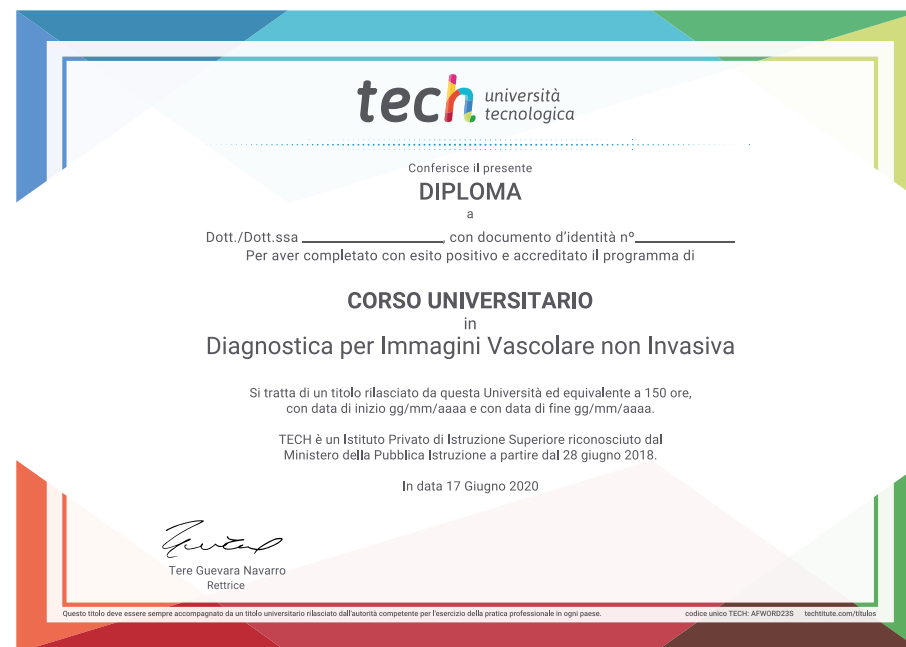 tech università
tecnologica
Conferisce il presente
DIPLOMA
a
Dott./Dott.ssa ____________________, con documento d'identità nº______________
Per aver completato con esito positivo e accreditato il programma di
CORSO UNIVERSITARIO
in
Diagnostica per Immagini Vascolare non Invasiva
Si tratta di un titolo rilasciato da questa Università ed equivalente a 150 ore,
con data di inizio gg/mm/aaaa e con data di fine gg/mm/aaaa.
TECH è un Istituto Privato di Istruzione Superiore riconosciuto dal
Ministero della Pubblica Istruzione a partire dal 28 giugno 2018.
In data 17 Giugno 2020
Tere Guevara Navarro
Rettrice
Questo titolo deve essere sempre accompagnato da un titolo universitario rilasciato dall'autorità competente per l'esercizio della pratica professionale in ogni paese. codice unico TECH: AFWORD23S techtitute.com/titulos